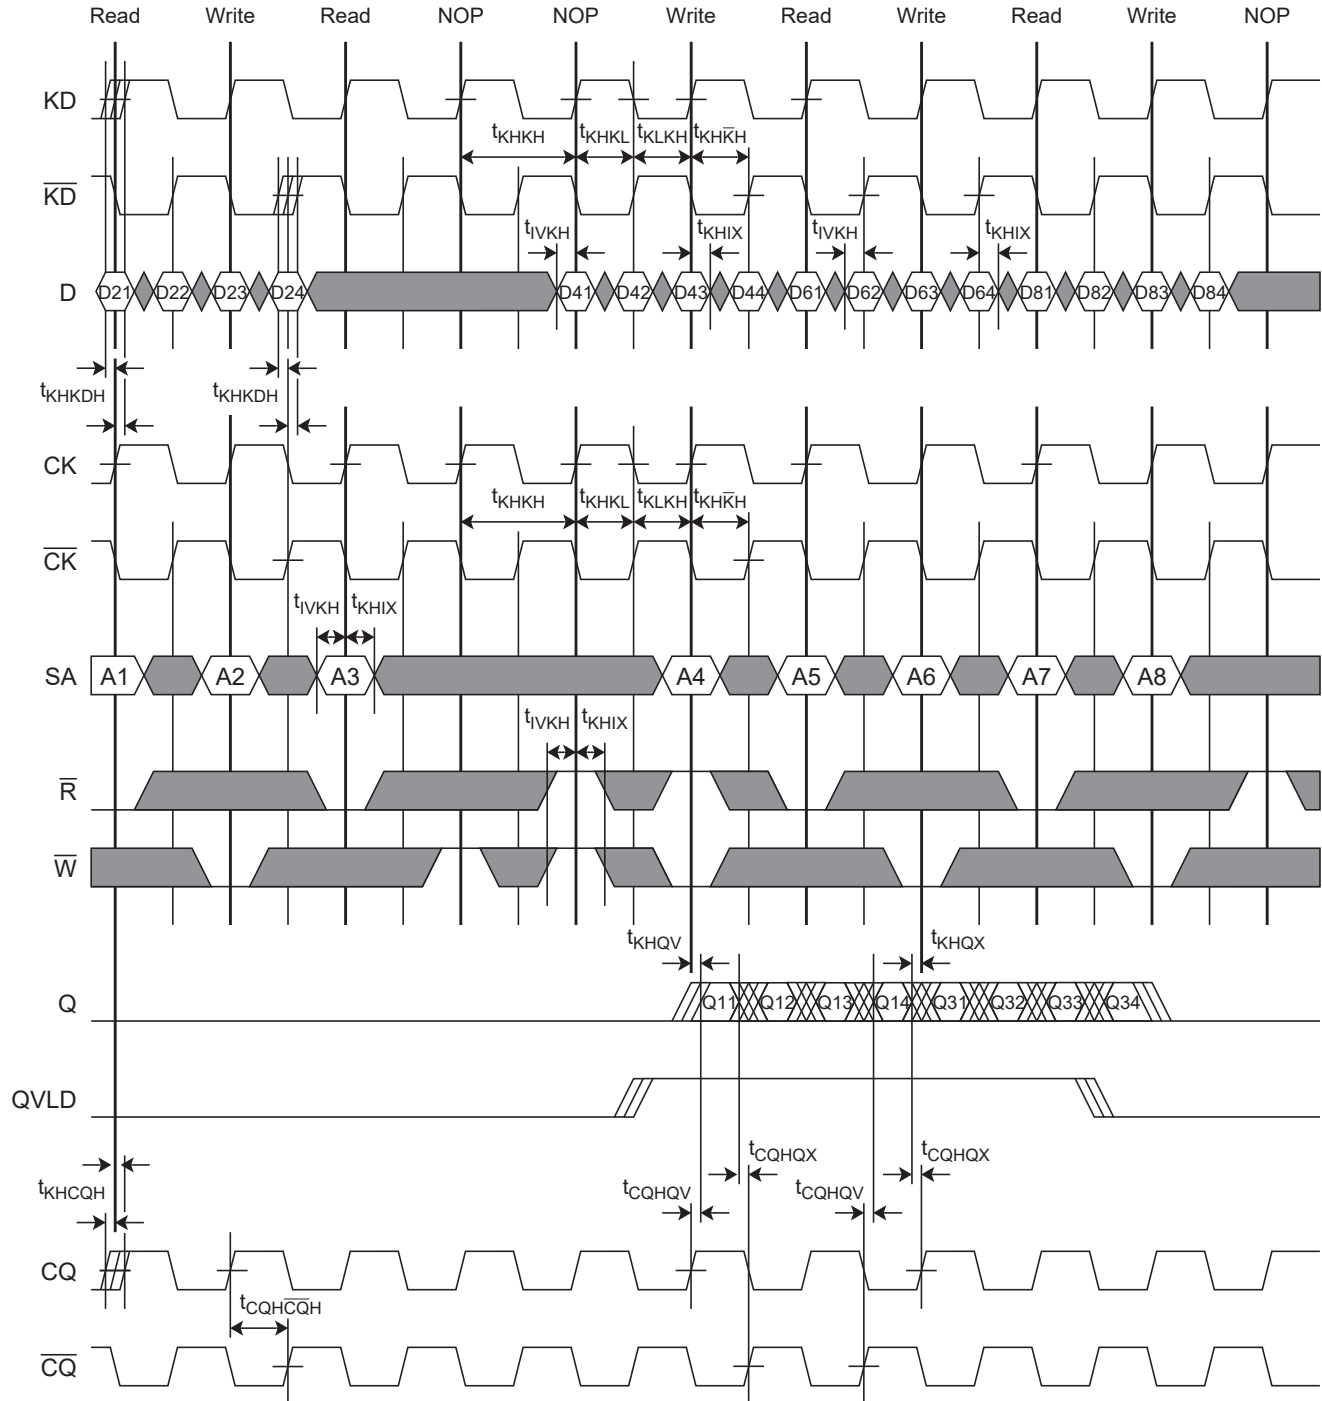 Read Write Read NOP NOP Write Read Write Read Write NOP
KD
tKHKH tKHKL tKLKH tKHK̅H
K̅D̅
tIVKH tKHIX tIVKH tKHIX
D D21 D22 D23 D24 D41 D42 D43 D44 D61 D62 D63 D64 D81 D82 D83 D84
tKHKDH tKHKDH
CK
tKHKH tKHKL tKLKH tKHK̅H
C̅K̅
tIVKH tKHIX
SA A1 A2 A3 A4 A5 A6 A7 A8
tIVKH tKHIX
R̅
W̅
tKHQV tKHQX
Q Q11 Q12 Q13 Q14 Q31 Q32 Q33 Q34
QVLD
tCQHQX tCQHQX
tKHCQH tCQHQV tCQHQV
CQ
tCQHC̅Q̅H
C̅Q̅